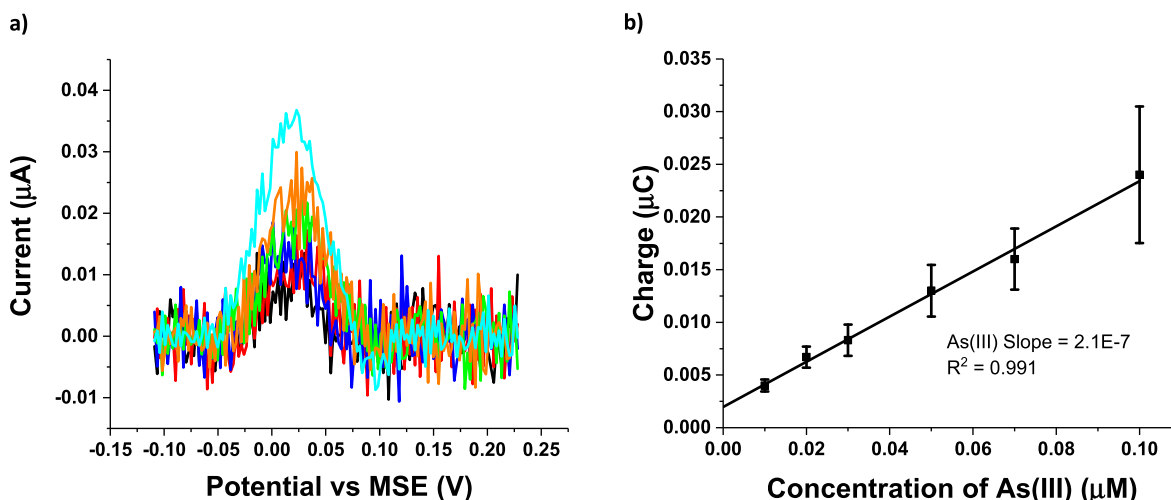 a)
0.04
0.03
0.02
0.01
0.00
-0.01
Current (μA)
-0.15 -0.10 -0.05 0.00 0.05 0.10 0.15 0.20 0.25
Potential vs MSE (V)
b)
0.035
0.030
0.025
0.020
0.015
0.010
0.005
0.000
Charge (μC)
As(III) Slope = 2.1E-7
R² = 0.991
0.00 0.02 0.04 0.06 0.08 0.10
Concentration of As(III) (μM)